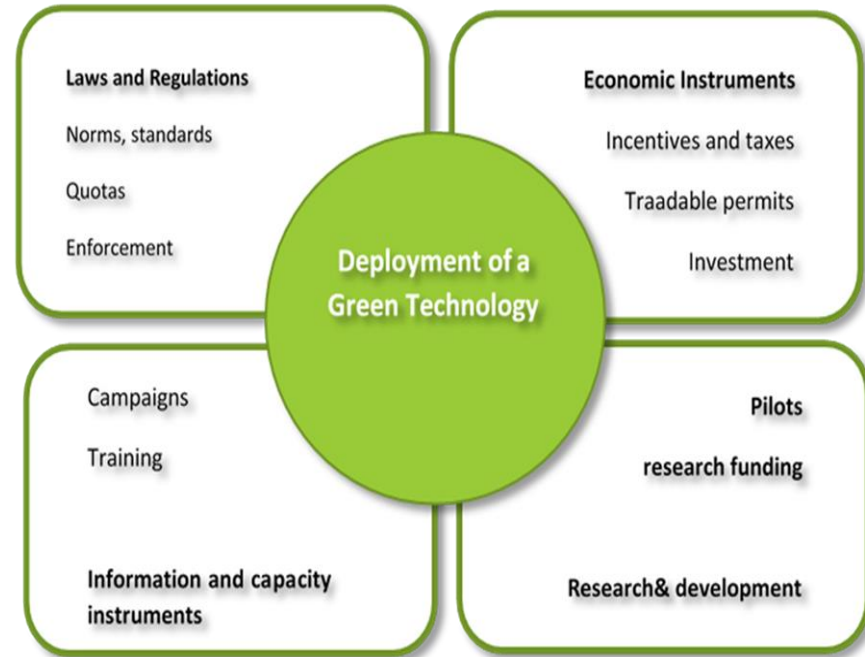 Laws and Regulations
Norms, standards
Quotas
Enforcement
Economic Instruments
Incentives and taxes
Traadable permits
Investment
Deployment of a
Green Technology
Campaigns
Training
Information and capacity
instruments
Pilots
research funding
Research& development